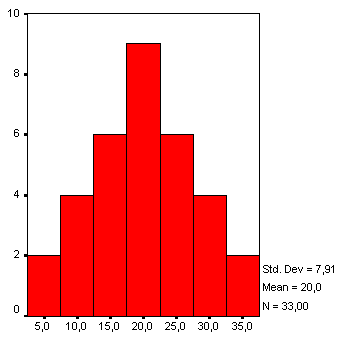 10
8
6
4
2
0
5,0 10,0 15,0 20,0 25,0 30,0 35,0
Std. Dev = 7,91
Mean = 20,0
N = 33,00